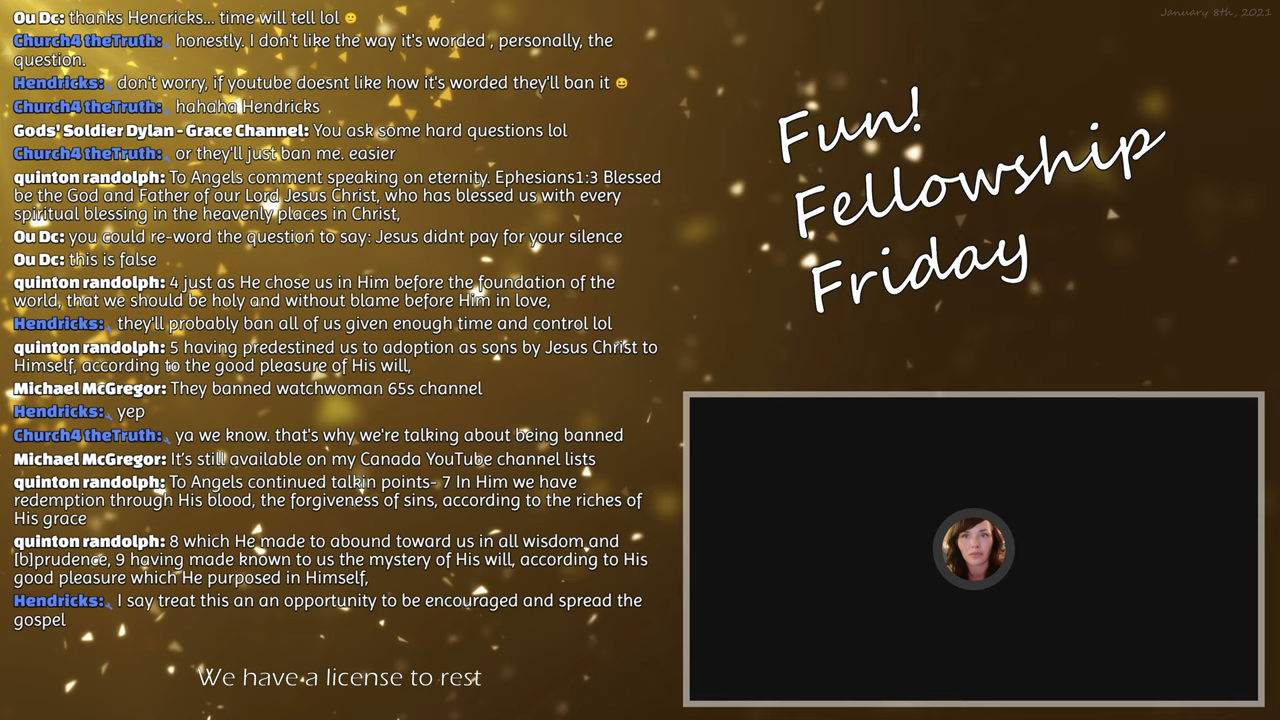 Ou Dc: thanks Hencricks... time will tell lol
Church4 theTruth: honestly, I don't like the way it's worded , personally, the
question.
Hendricks: don't worry, if youtube doesnt like how it's worded they'll ban it
Church4 theTruth: hahaha Hendricks
Gods' Soldier Dylan - Grace Channel: You ask some hard questions lol
Church4 theTruth: or they'll just ban me. easier
quinton randolph: To Angels comment speaking on eternity. Ephesians1:3 Blessed
be the God and Father of our Lord Jesus Christ, who has blessed us with every
spiritual blessing in the heavenly places in Christ,
Ou Dc: you could re-word the question to say: Jesus didnt pay for your silence
Ou Dc: this is false
quinton randolph: 4 just as He chose us in Him before the foundation of the
world, that we should be holy and without blame before Him in love,
Hendricks: they'll probably ban all of us given enough time and control lol
quinton randolph: 5 having predestined us to adoption as sons by Jesus Christ to
Himself, according to the good pleasure of His will,
Michael McGregor: They banned watchwoman 65s channel
Hendricks: yep
Church4 theTruth: ya we know. that's why we're talking about being banned
Michael McGregor: It's still available on my Canada YouTube channel lists
quinton randolph: To Angels continued talkin points- 7 In Him we have
redemption through His blood, the forgiveness of sins, according to the riches of
His grace
quinton randolph: 8 which He made to abound toward us in all wisdom and
[b]prudence, 9 having made known to us the mystery of His will, according to His
good pleasure which He purposed in Himself,
Hendricks: I say treat this an an opportunity to be encouraged and spread the
gospel
We have a license to rest
January 8th, 2021
Fun!
Fellowship
Friday